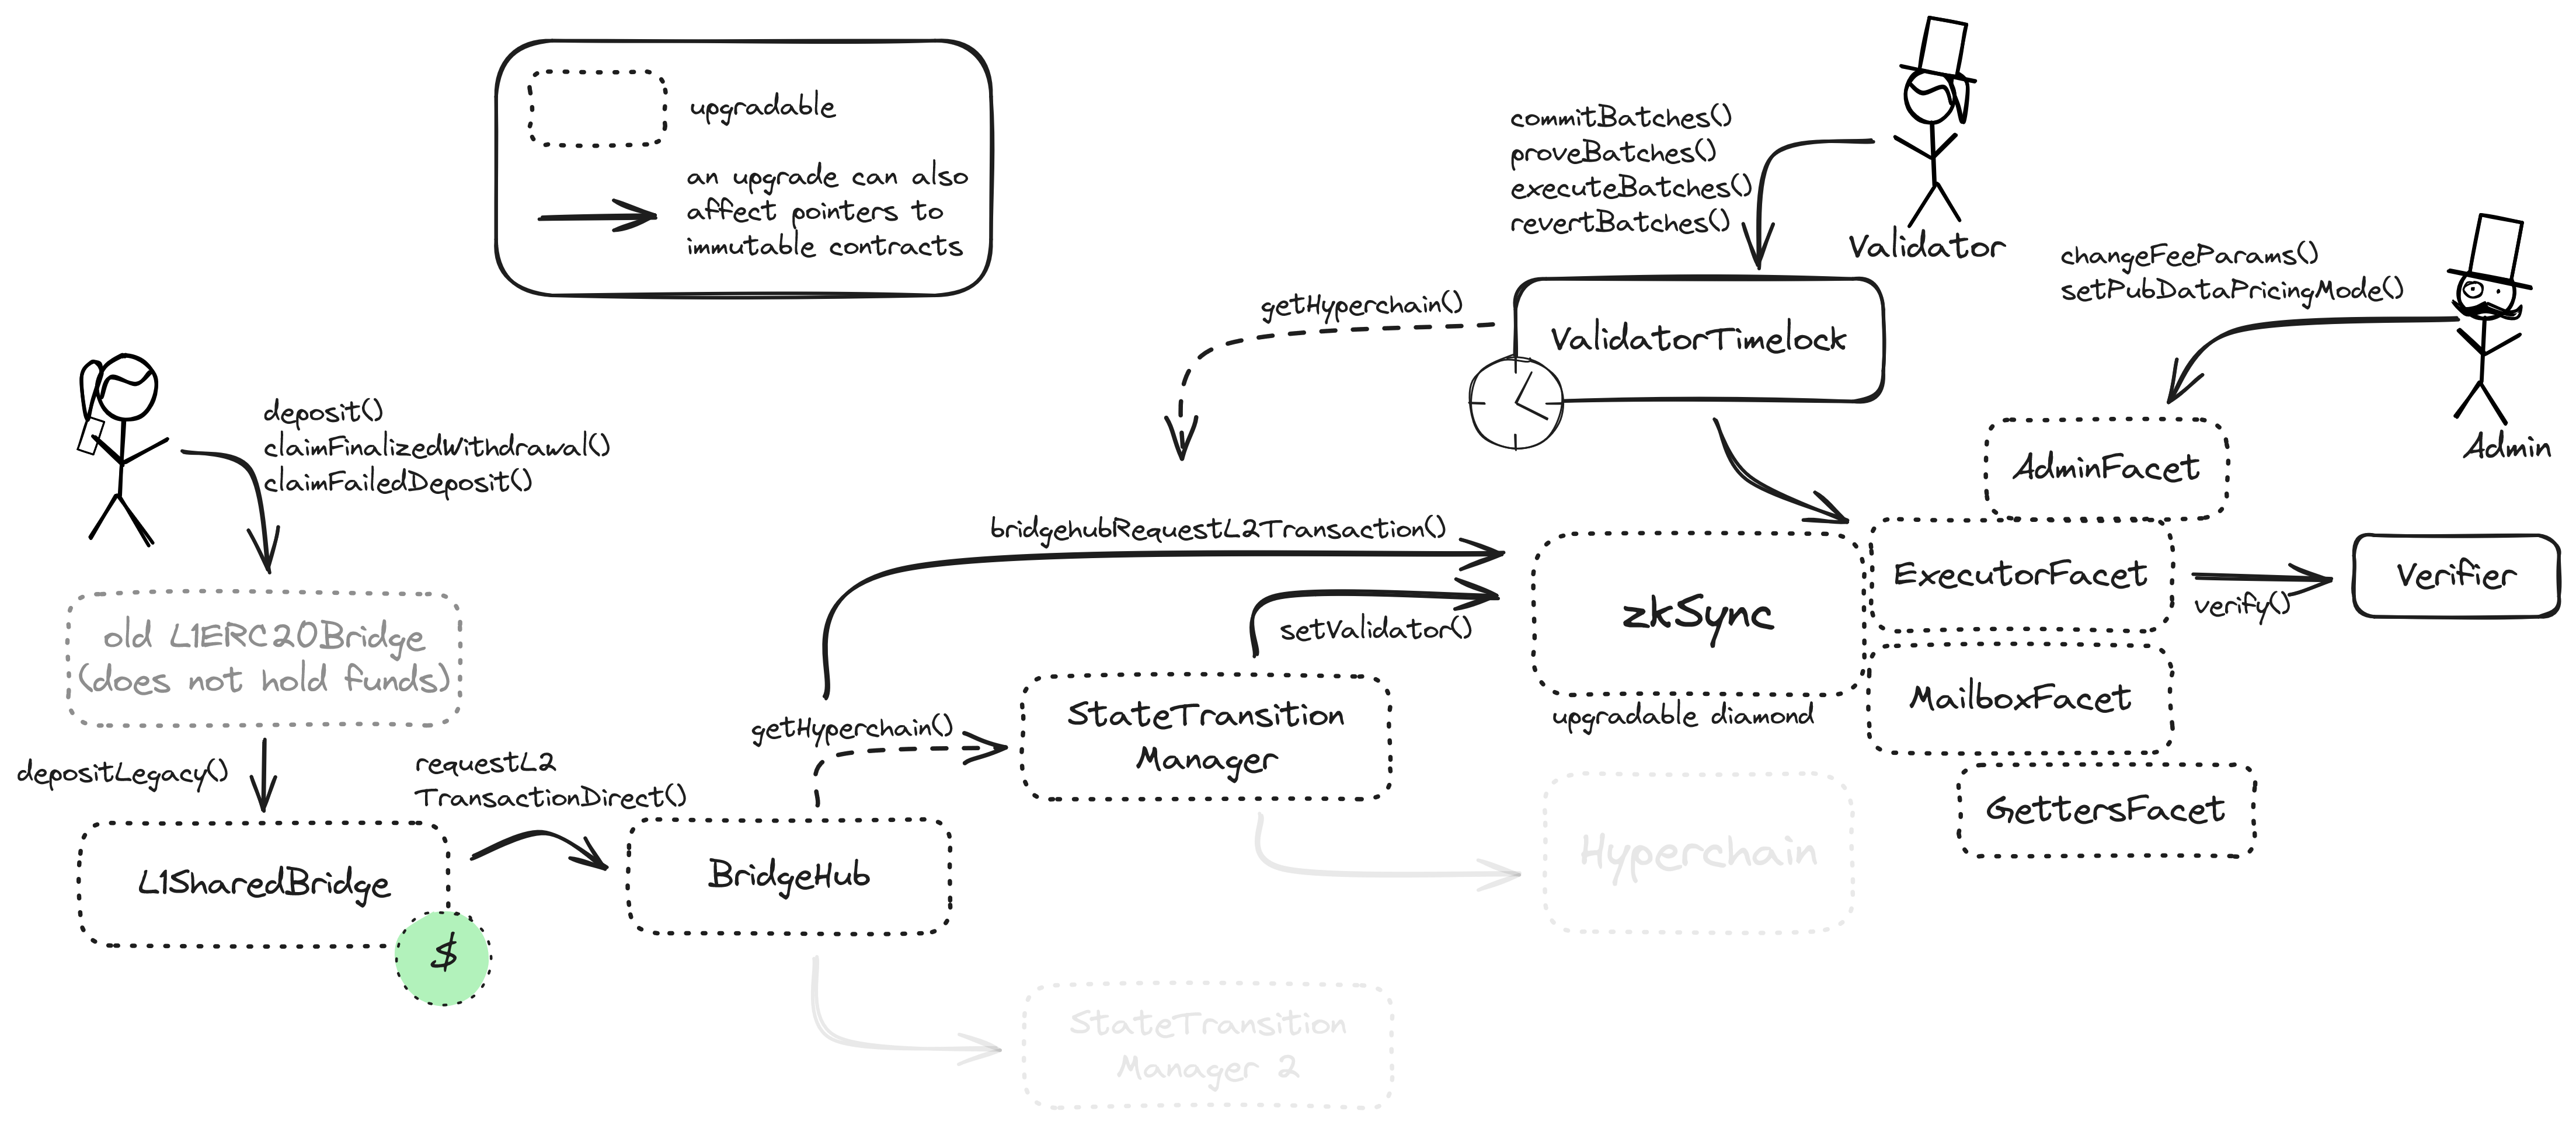 upgradable
an upgrade can also
affect pointers to
immutable contracts
commitBatches()
proveBatches()
executeBatches()
revertBatches()
Validator
changeFeeParams()
setPubDataPricingMode()
Admin
getHyperchain()
ValidatorTimelock
deposit()
claimFinalizedWithdrawal()
claimFailedDeposit()
AdminFacet
bridgehubRequestL2Transaction()
ExecutorFacet
verify()
Verifier
old L1ERC20Bridge
(does not hold funds)
setValidator()
zkSync
upgradable diamond
MailboxFacet
getHyperchain()
StateTransition
Manager
depositLegacy()
requestL2
TransactionDirect()
GettersFacet
L1SharedBridge
$
BridgeHub
Hyperchain
StateTransition
Manager 2